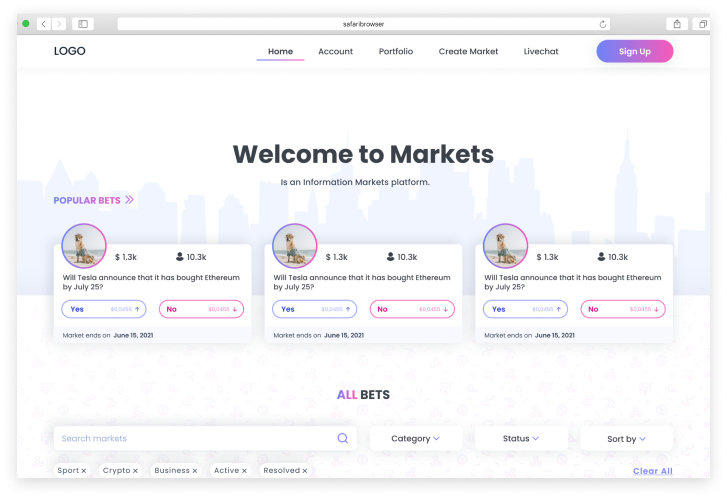 safaribrowser
LOGO
Home Account Portfolio Create Market Livechat Sign Up
Welcome to Markets
Is an Information Markets platform.
POPULAR BETS
$ 1.3k 10.3k
Will Tesla announce that it has bought Ethereum
by July 25?
Yes $0,0455 No $0,0455
Market ends on June 15, 2021
$ 1.3k 10.3k
Will Tesla announce that it has bought Ethereum
by July 25?
Yes $0,0455 No $0,0455
Market ends on June 15, 2021
$ 1.3k 10.3k
Will Tesla announce that it has bought Ethereum
by July 25?
Yes $0,0455 No $0,0455
Market ends on June 15, 2021
ALL BETS
Search markets Category Status Sort by
Sport × Crypto × Business × Active × Resolved × Clear All